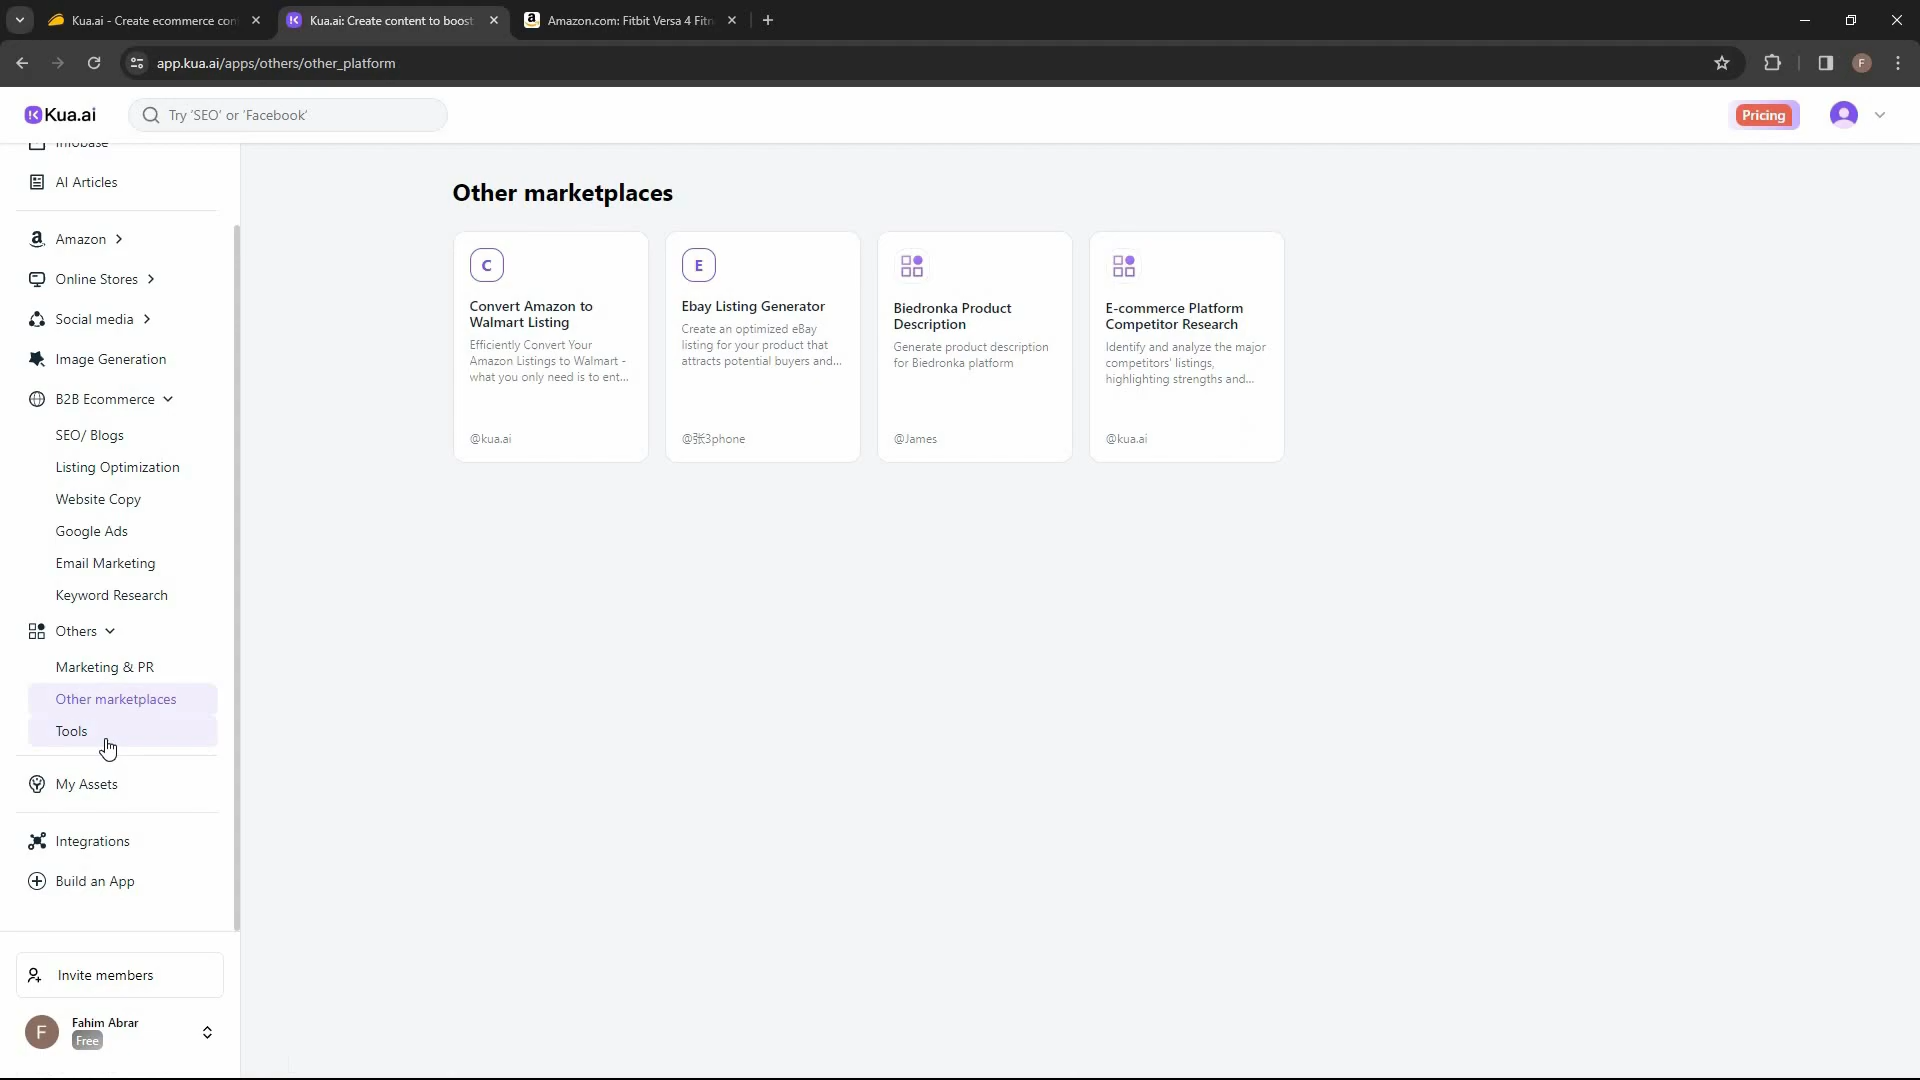 Kua.ai - Create ecommerce con
Kua.ai: Create content to boost
Amazon.com: Fitbit Versa 4 Fitn
app.kua.ai/apps/others/other_platform
F
Kua.ai
Try 'SEO' or 'Facebook'
Pricing
Infobase
AI Articles
Amazon
Online Stores
Social media
Image Generation
B2B Ecommerce
SEO/ Blogs
Listing Optimization
Website Copy
Google Ads
Email Marketing
Keyword Research
Others
Marketing & PR
Other marketplaces
Tools
My Assets
Integrations
Build an App
Invite members
F
Fahim Abrar
Free
Other marketplaces
C
Convert Amazon to
Walmart Listing
Efficiently Convert Your
Amazon Listings to Walmart -
what you only need is to ent...
@kua.ai
E
Ebay Listing Generator
Create an optimized eBay
listing for your product that
attracts potential buyers and...
@张3phone
Biedronka Product
Description
Generate product description
for Biedronka platform
@James
E-commerce Platform
Competitor Research
Identify and analyze the major
competitors' listings,
highlighting strengths and...
@kua.ai